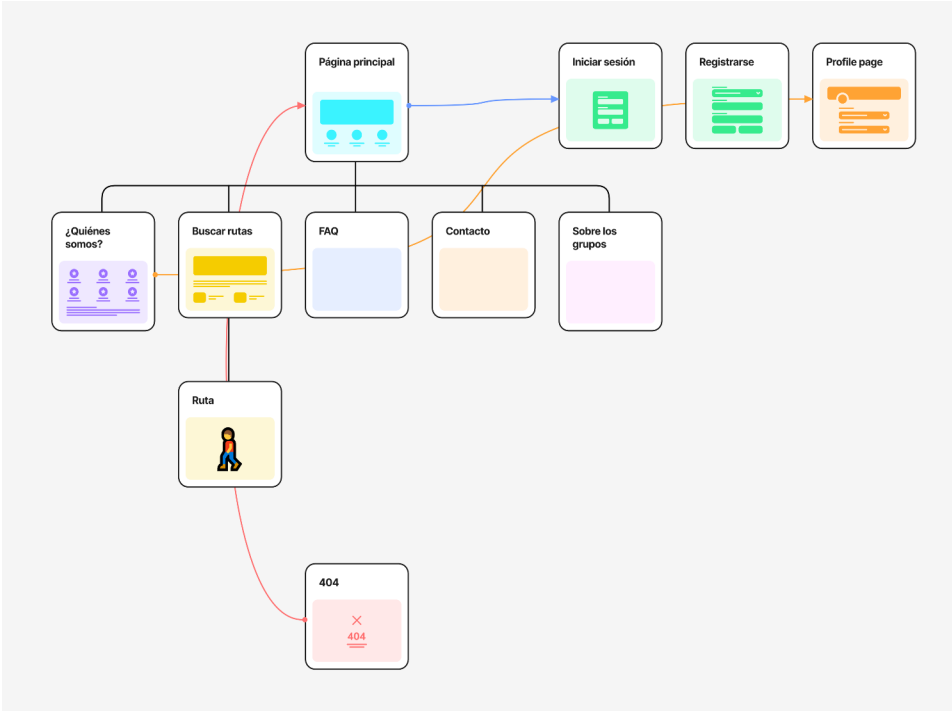 Página principal
Iniciar sesión
Registrarse
Profile page
¿Quiénes
somos?
Buscar rutas
FAQ
Contacto
Sobre los
grupos
Ruta
404
404